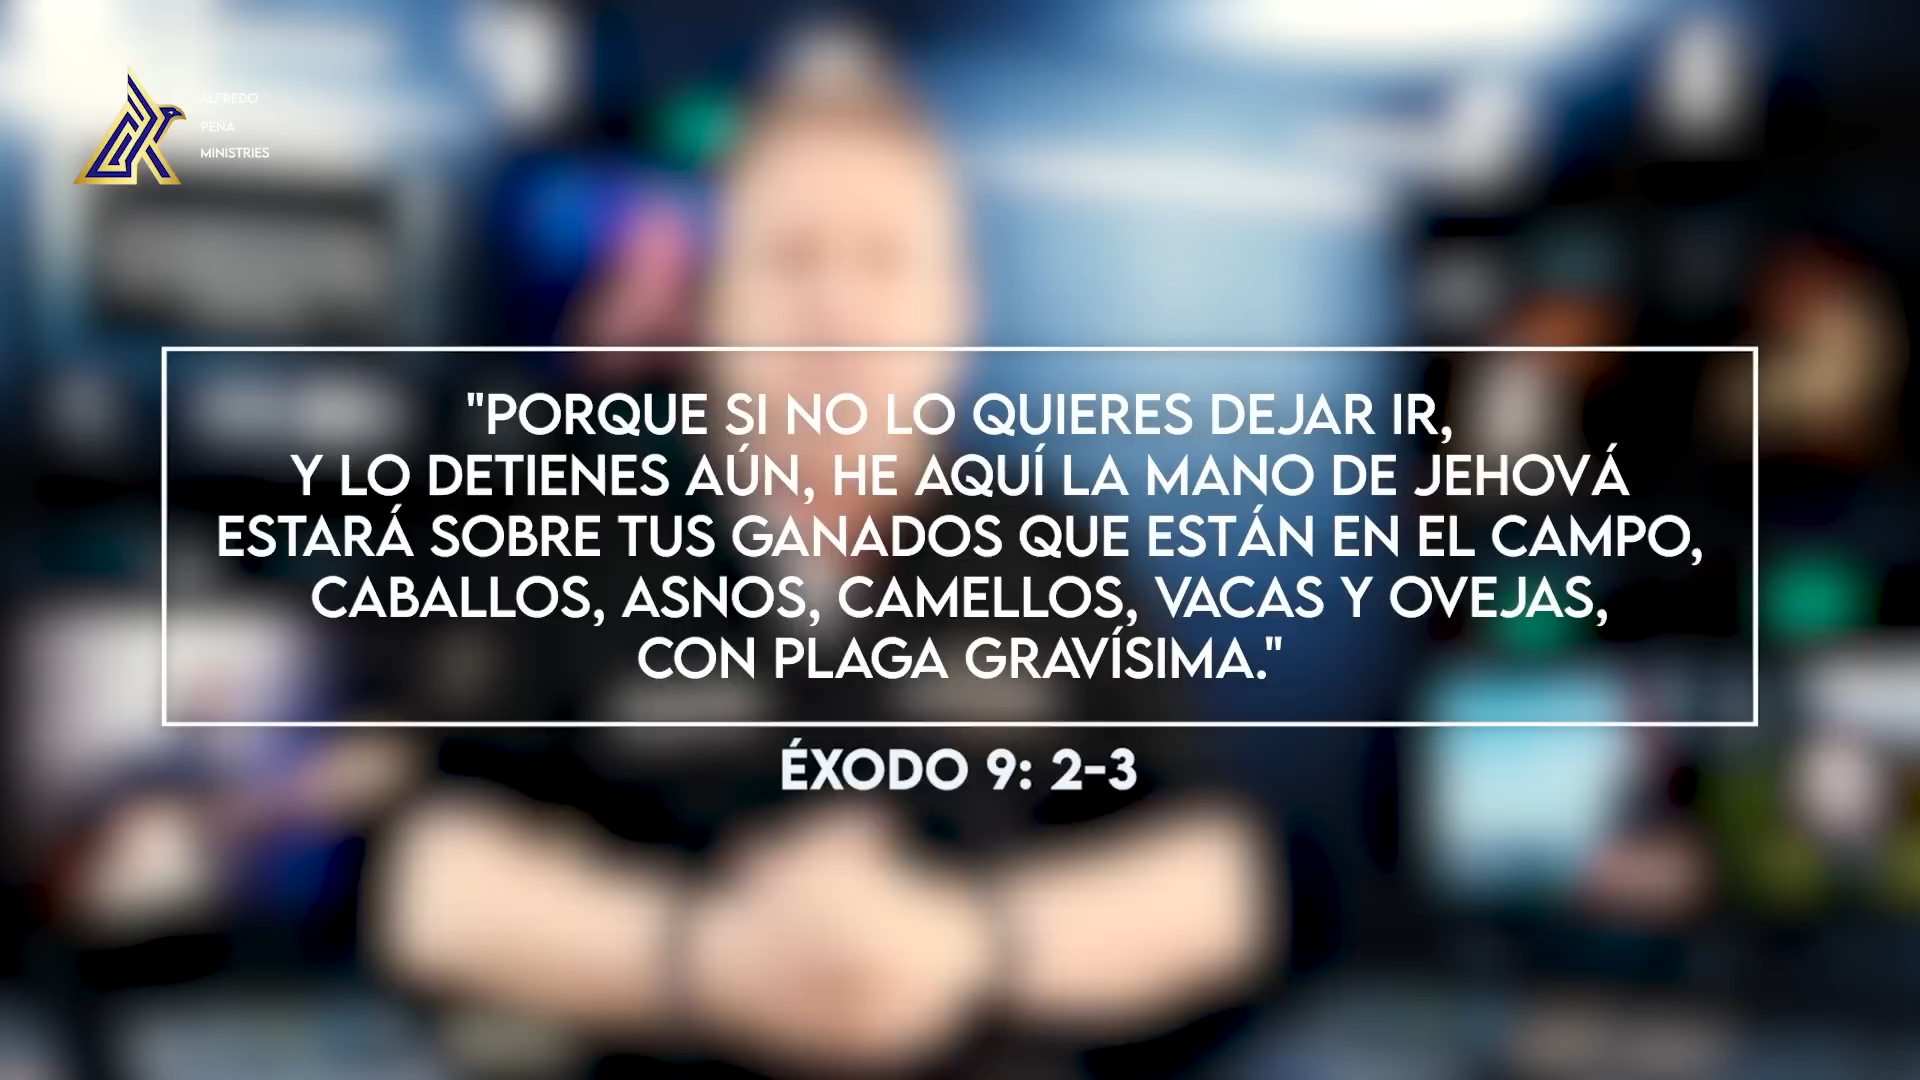 ALFREDO
PEÑA
MINISTRIES
"PORQUE SI NO LO QUIERES DEJAR IR,
Y LO DETIENES AÚN, HE AQUÍ LA MANO DE JEHOVÁ
ESTARÁ SOBRE TUS GANADOS QUE ESTÁN EN EL CAMPO,
CABALLOS, ASNOS, CAMELLOS, VACAS Y OVEJAS,
CON PLAGA GRAVÍSIMA."
ÉXODO 9: 2-3